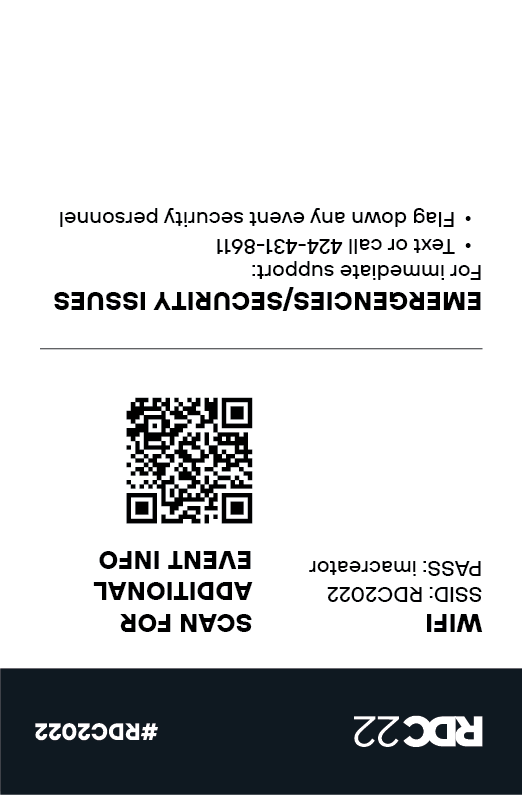 RDC22
#RDC2022
WIFI
SSID: RDC2022
PASS: imacreator
SCAN FOR
ADDITIONAL
EVENT INFO
EMERGENCIES/SECURITY ISSUES
For immediate support:
• Text or call 424-431-8611
• Flag down any event security personnel